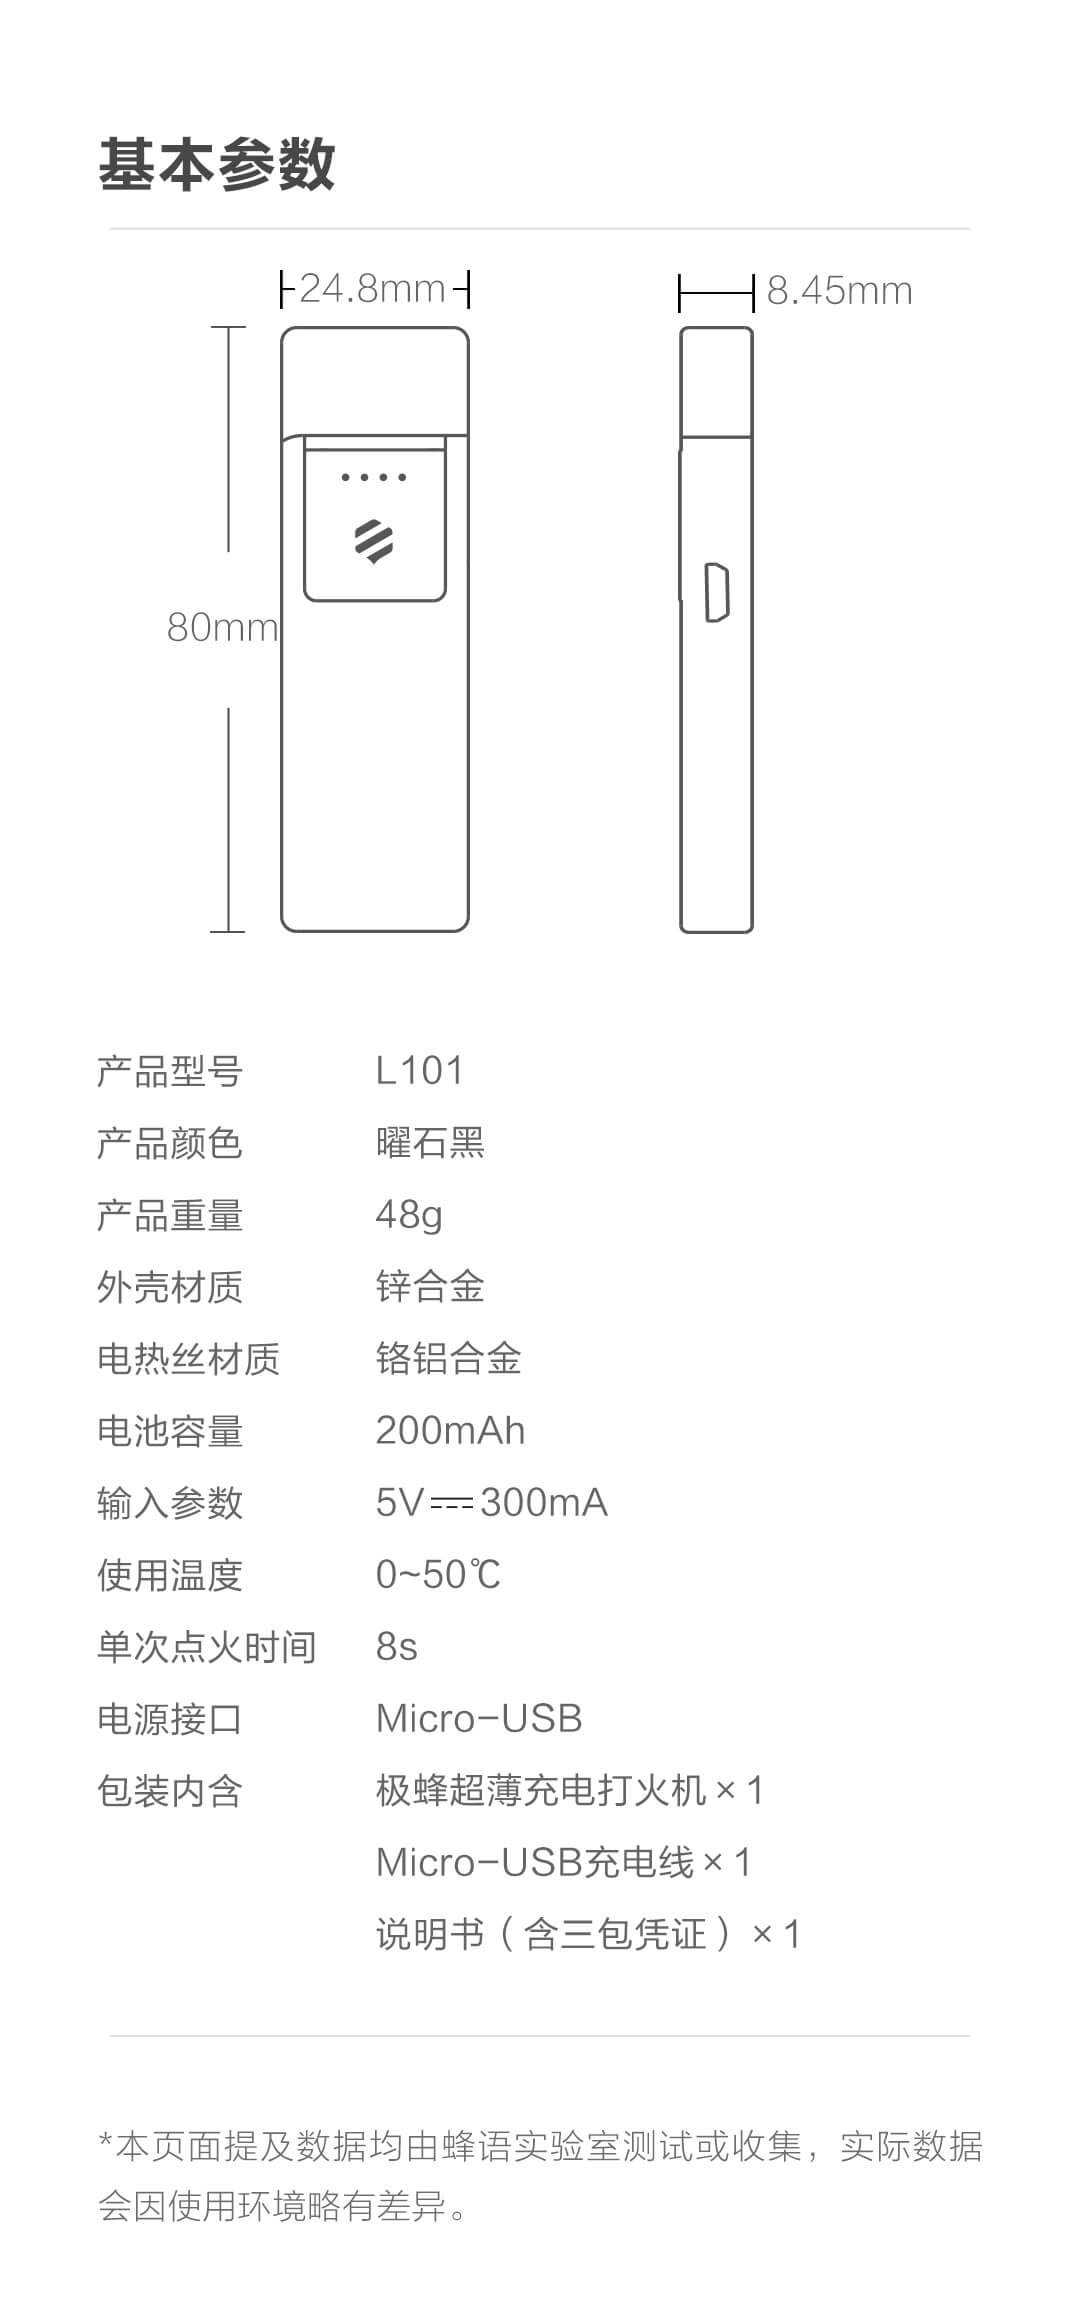 基本参数
24.8mm
8.45mm
80mm
产品型号 L101
产品颜色 曜石黑
产品重量 48g
外壳材质 锌合金
电热丝材质 铬铝合金
电池容量 200mAh
输入参数 5V⎓300mA
使用温度 0~50℃
单次点火时间 8s
电源接口 Micro-USB
包装内含 极蜂超薄充电打火机×1
Micro-USB充电线×1
说明书（含三包凭证）×1
*本页面提及数据均由蜂语实验室测试或收集，实际数据
会因使用环境略有差异。